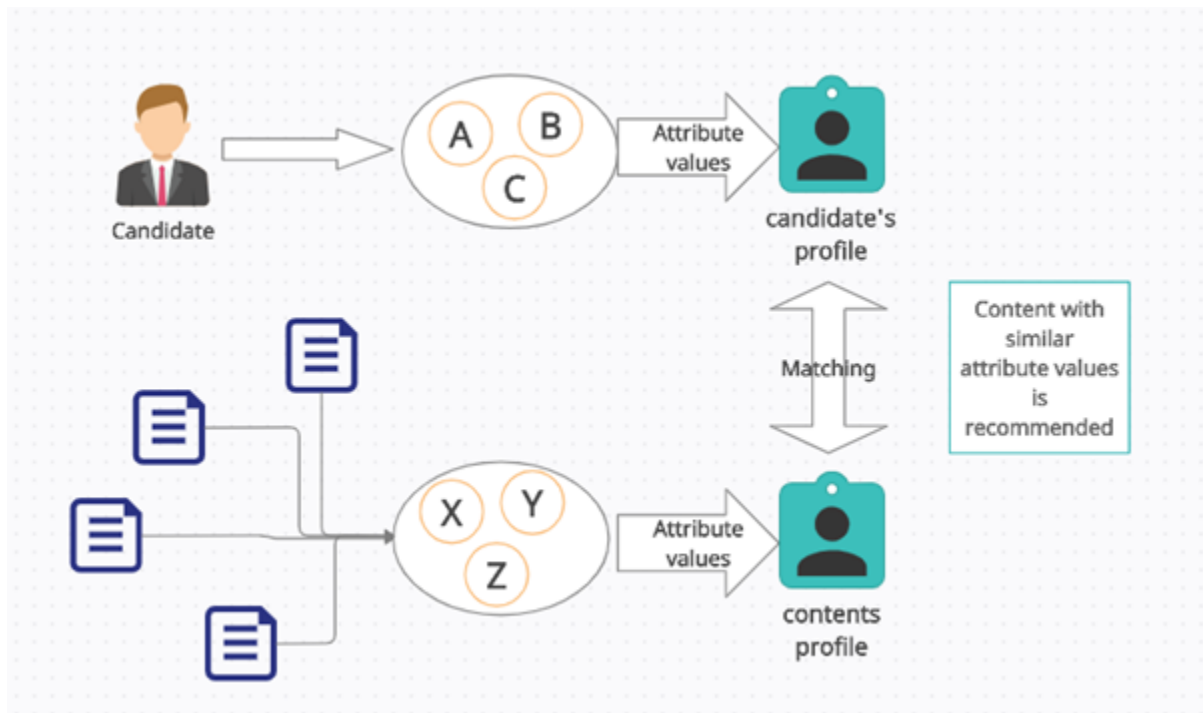 A
B
C
Attribute
values
Candidate
candidate's
profile
Matching
Content with
similar
attribute values
is
recommended
X
Y
Z
Attribute
values
contents
profile